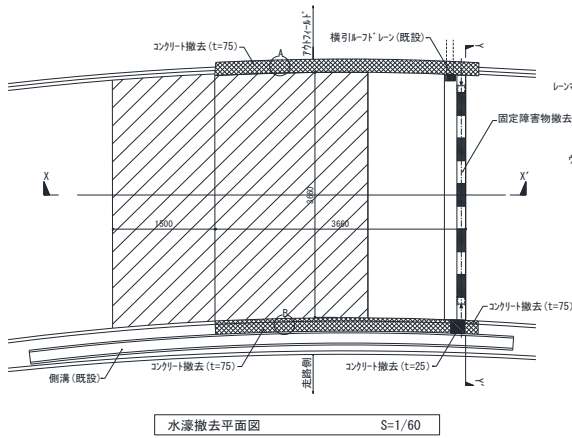 コンクリート撤去(t=75)
A
アウトフィールド
横引ルーフドレーン(既設)
Y
レーンマ
固定障害物撤去
X
X'
3660
1500
3660
B
コンクリート撤去(t=75)
コンクリート撤去(t=75)
コンクリート撤去(t=25)
側溝(既設)
走路側
Y
水濠撤去平面図 S=1/60